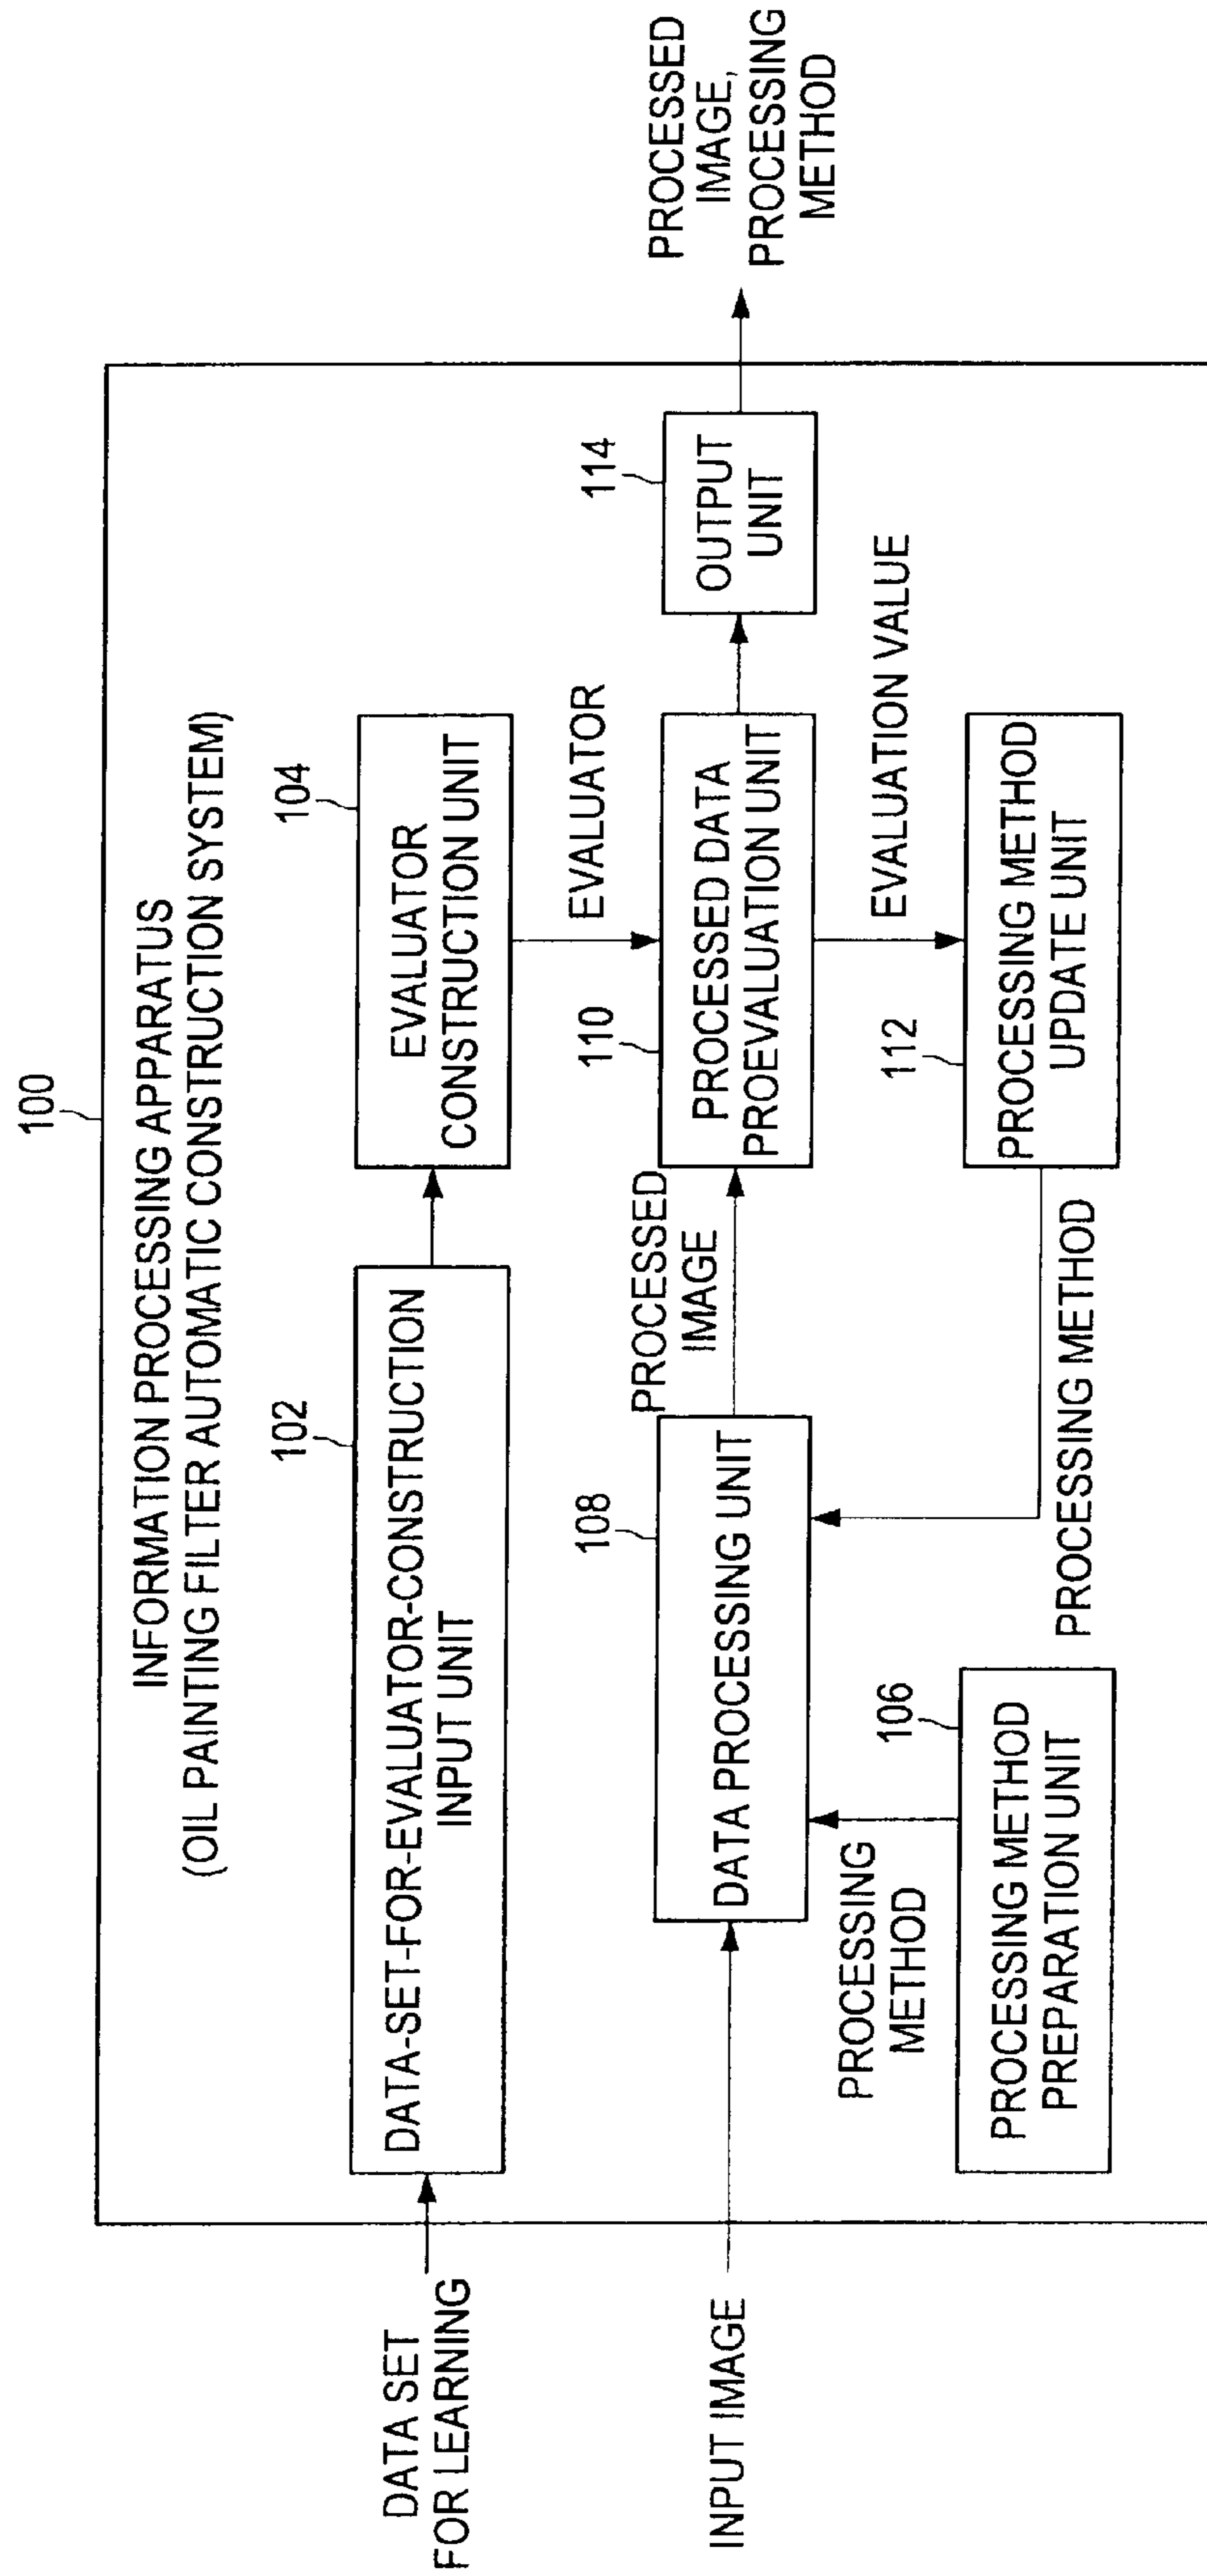 100
INFORMATION PROCESSING APPARATUS
(OIL PAINTING FILTER AUTOMATIC CONSTRUCTION SYSTEM)
DATA SET
FOR LEARNING
102
DATA-SET-FOR-EVALUATOR-CONSTRUCTION
INPUT UNIT
104
EVALUATOR
CONSTRUCTION UNIT
EVALUATOR
INPUT IMAGE
108
DATA PROCESSING UNIT
PROCESSED
IMAGE
110
PROCESSED DATA
PROEVALUATION UNIT
114
OUTPUT
UNIT
PROCESSED
IMAGE,
PROCESSING
METHOD
PROCESSING
METHOD
106
PROCESSING METHOD
PREPARATION UNIT
EVALUATION VALUE
112
PROCESSING METHOD
UPDATE UNIT
PROCESSING METHOD